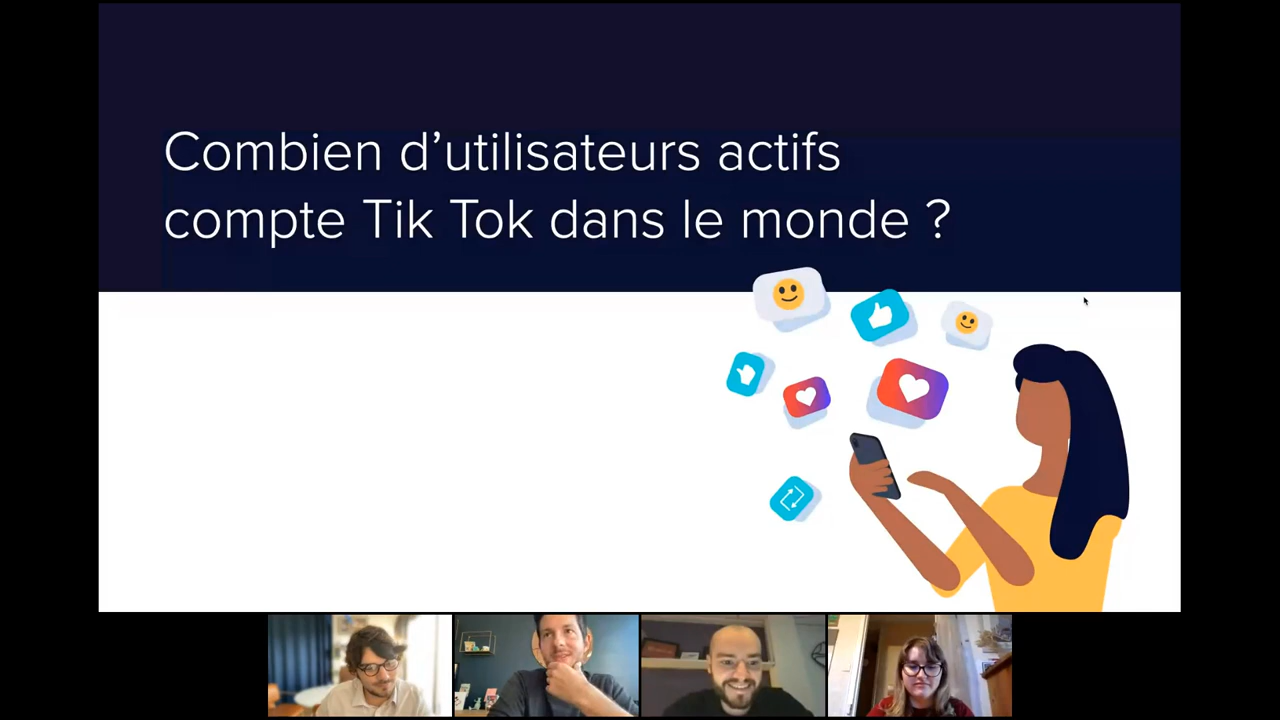 Combien d’utilisateurs actifs
compte Tik Tok dans le monde ?